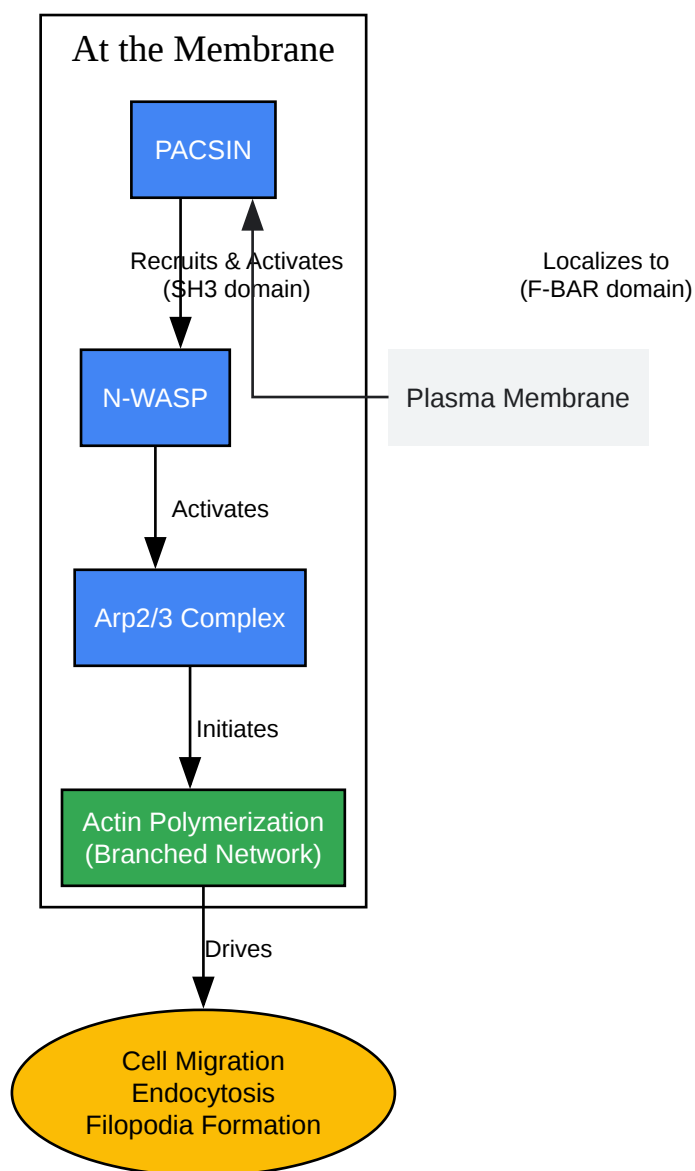 At the Membrane
PACSIN
Recruits & Activates
(SH3 domain)
Localizes to
(F-BAR domain)
N-WASP
Plasma Membrane
Activates
Arp2/3 Complex
Initiates
Actin Polymerization
(Branched Network)
Drives
Cell Migration
Endocytosis
Filopodia Formation